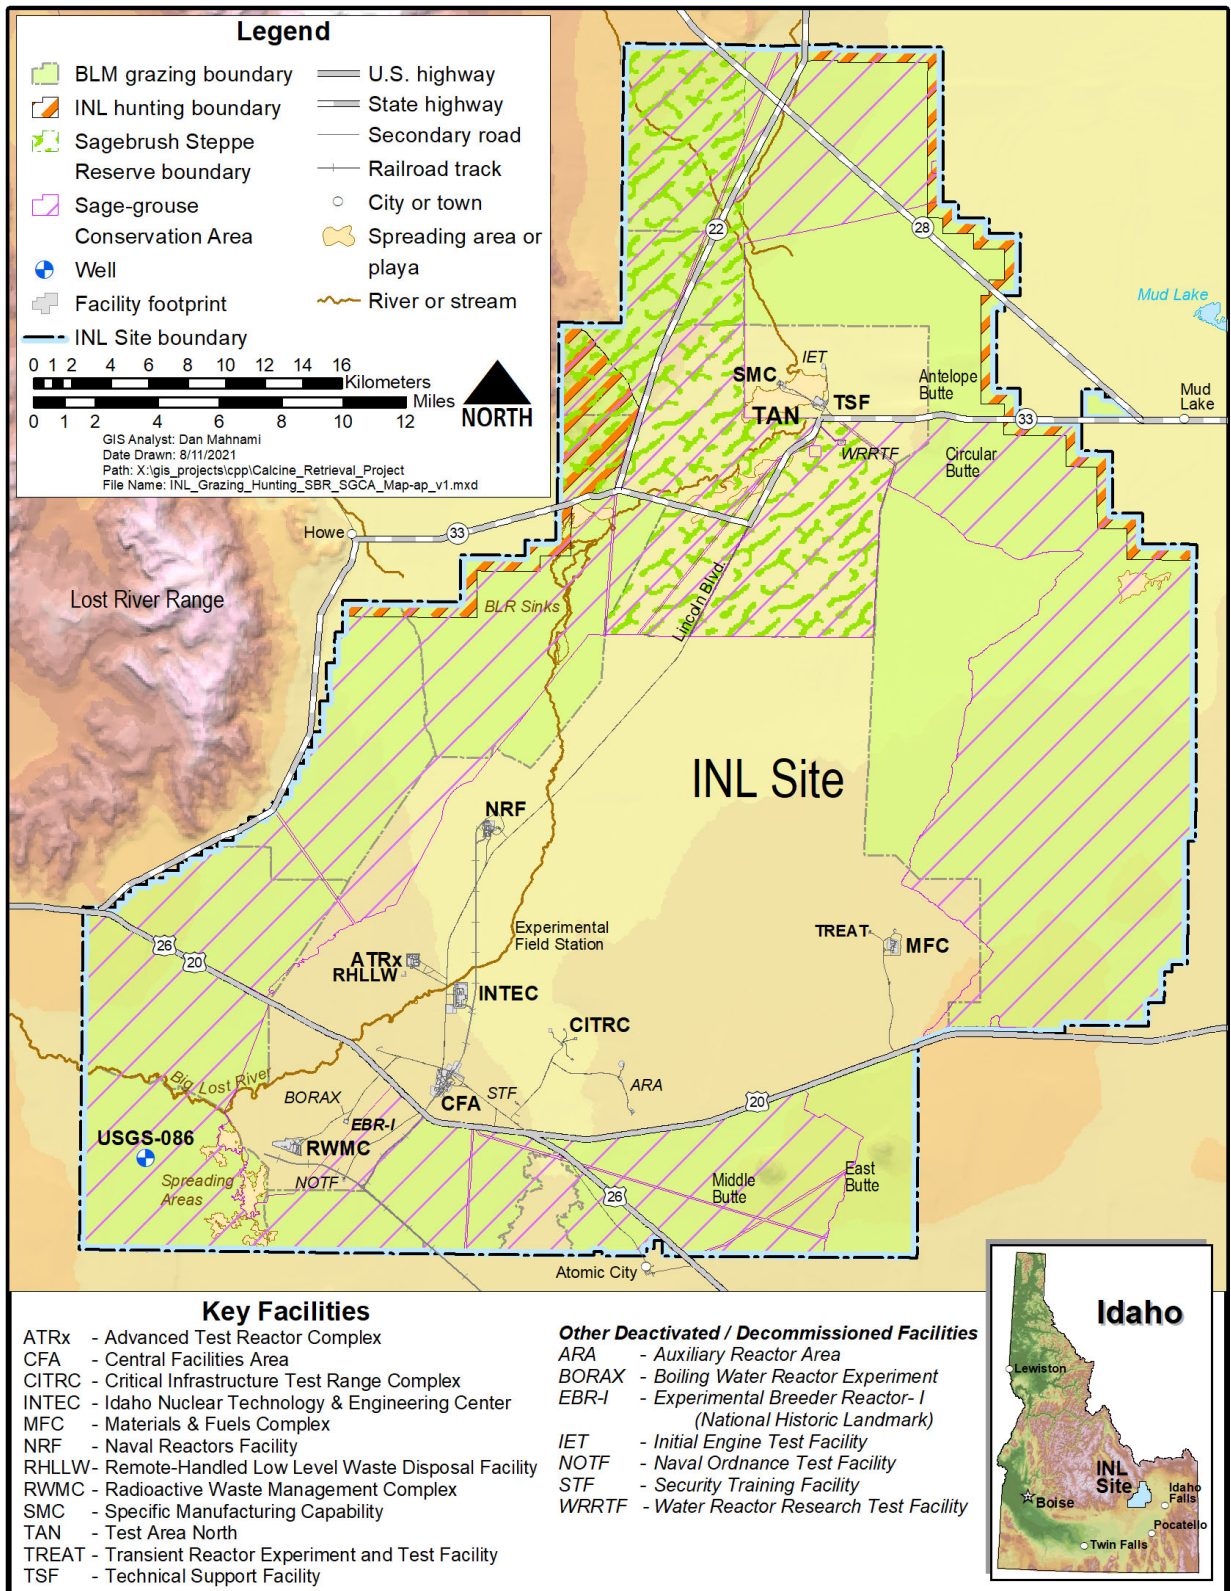 Legend
BLM grazing boundary
INL hunting boundary
Sagebrush Steppe
Reserve boundary
Sage-grouse
Conservation Area
Well
Facility footprint
INL Site boundary
U.S. highway
State highway
Secondary road
Railroad track
City or town
Spreading area or
playa
River or stream
0 1 2 4 6 8 10 12 14 16
Kilometers
Miles
0 1 2 4 6 8 10 12
NORTH
GIS Analyst: Dan Mahnami
Date Drawn: 8/11/2021
Path: X:\gis_projects\cpp\Calcine_Retrieval_Project
File Name: INL_Grazing_Hunting_SBR_SGCA_Map-ap_v1.mxd
22
28
Mud Lake
IET
SMC
TSF
TAN
Antelope
Butte
Mud
Lake
33
WRRTF
Circular
Butte
Howe
33
Lost River Range
BLR Sinks
Lincoln Blvd.
INL Site
NRF
Experimental
Field Station
TREAT
MFC
26
20
ATRx
RHLLW
INTEC
CITRC
Big Lost River
BORAX
STF
ARA
CFA
20
EBR-I
USGS-086
RWMC
Spreading
Areas
NOTF
Middle
Butte
East
Butte
26
Atomic City
Key Facilities
ATRx - Advanced Test Reactor Complex
CFA - Central Facilities Area
CITRC - Critical Infrastructure Test Range Complex
INTEC - Idaho Nuclear Technology & Engineering Center
MFC - Materials & Fuels Complex
NRF - Naval Reactors Facility
RHLLW - Remote-Handled Low Level Waste Disposal Facility
RWMC - Radioactive Waste Management Complex
SMC - Specific Manufacturing Capability
TAN - Test Area North
TREAT - Transient Reactor Experiment and Test Facility
TSF - Technical Support Facility
Other Deactivated / Decommissioned Facilities
ARA - Auxiliary Reactor Area
BORAX - Boiling Water Reactor Experiment
EBR-I - Experimental Breeder Reactor- I
(National Historic Landmark)
IET - Initial Engine Test Facility
NOTF - Naval Ordnance Test Facility
STF - Security Training Facility
WRRTF - Water Reactor Research Test Facility
Idaho
Lewiston
INL
Site
Idaho
Falls
Boise
Pocatello
Twin Falls